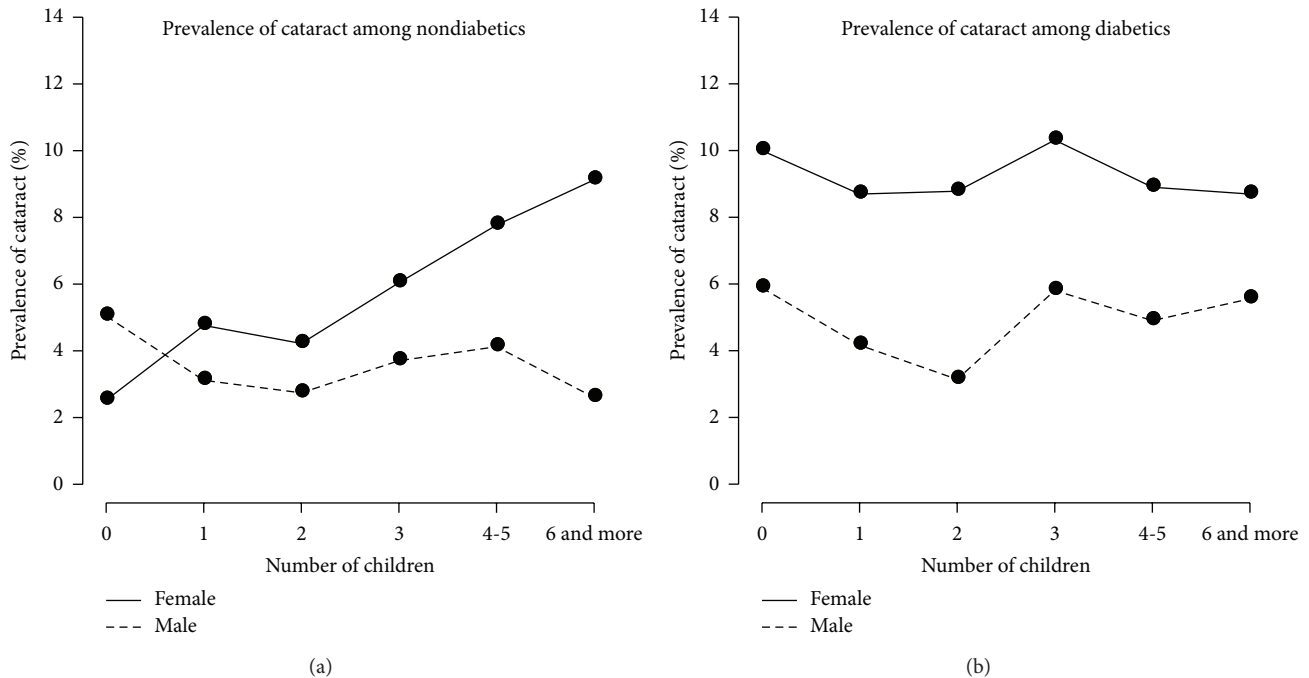 Prevalence of cataract among nondiabetics
Prevalence of cataract (%)
14
12
10
8
6
4
2
0
0 1 2 3 4-5 6 and more
Number of children
Female
Male
(a)
Prevalence of cataract among diabetics
Prevalence of cataract (%)
14
12
10
8
6
4
2
0
0 1 2 3 4-5 6 and more
Number of children
Female
Male
(b)